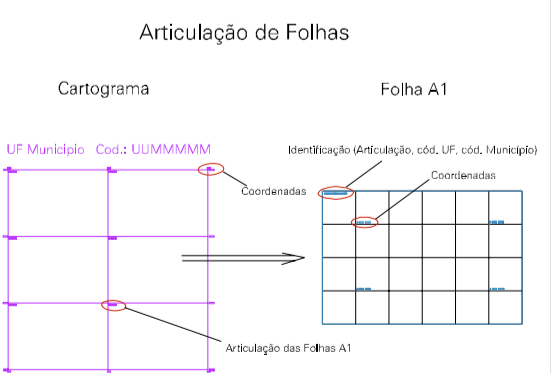 Articulação de Folhas
Cartograma
Folha A1
UF Municipio Cod.: UUMMMMM
Identificação (Articulação, cód. UF, cód. Município)
Coordenadas
Coordenadas
Articulação das Folhas A1